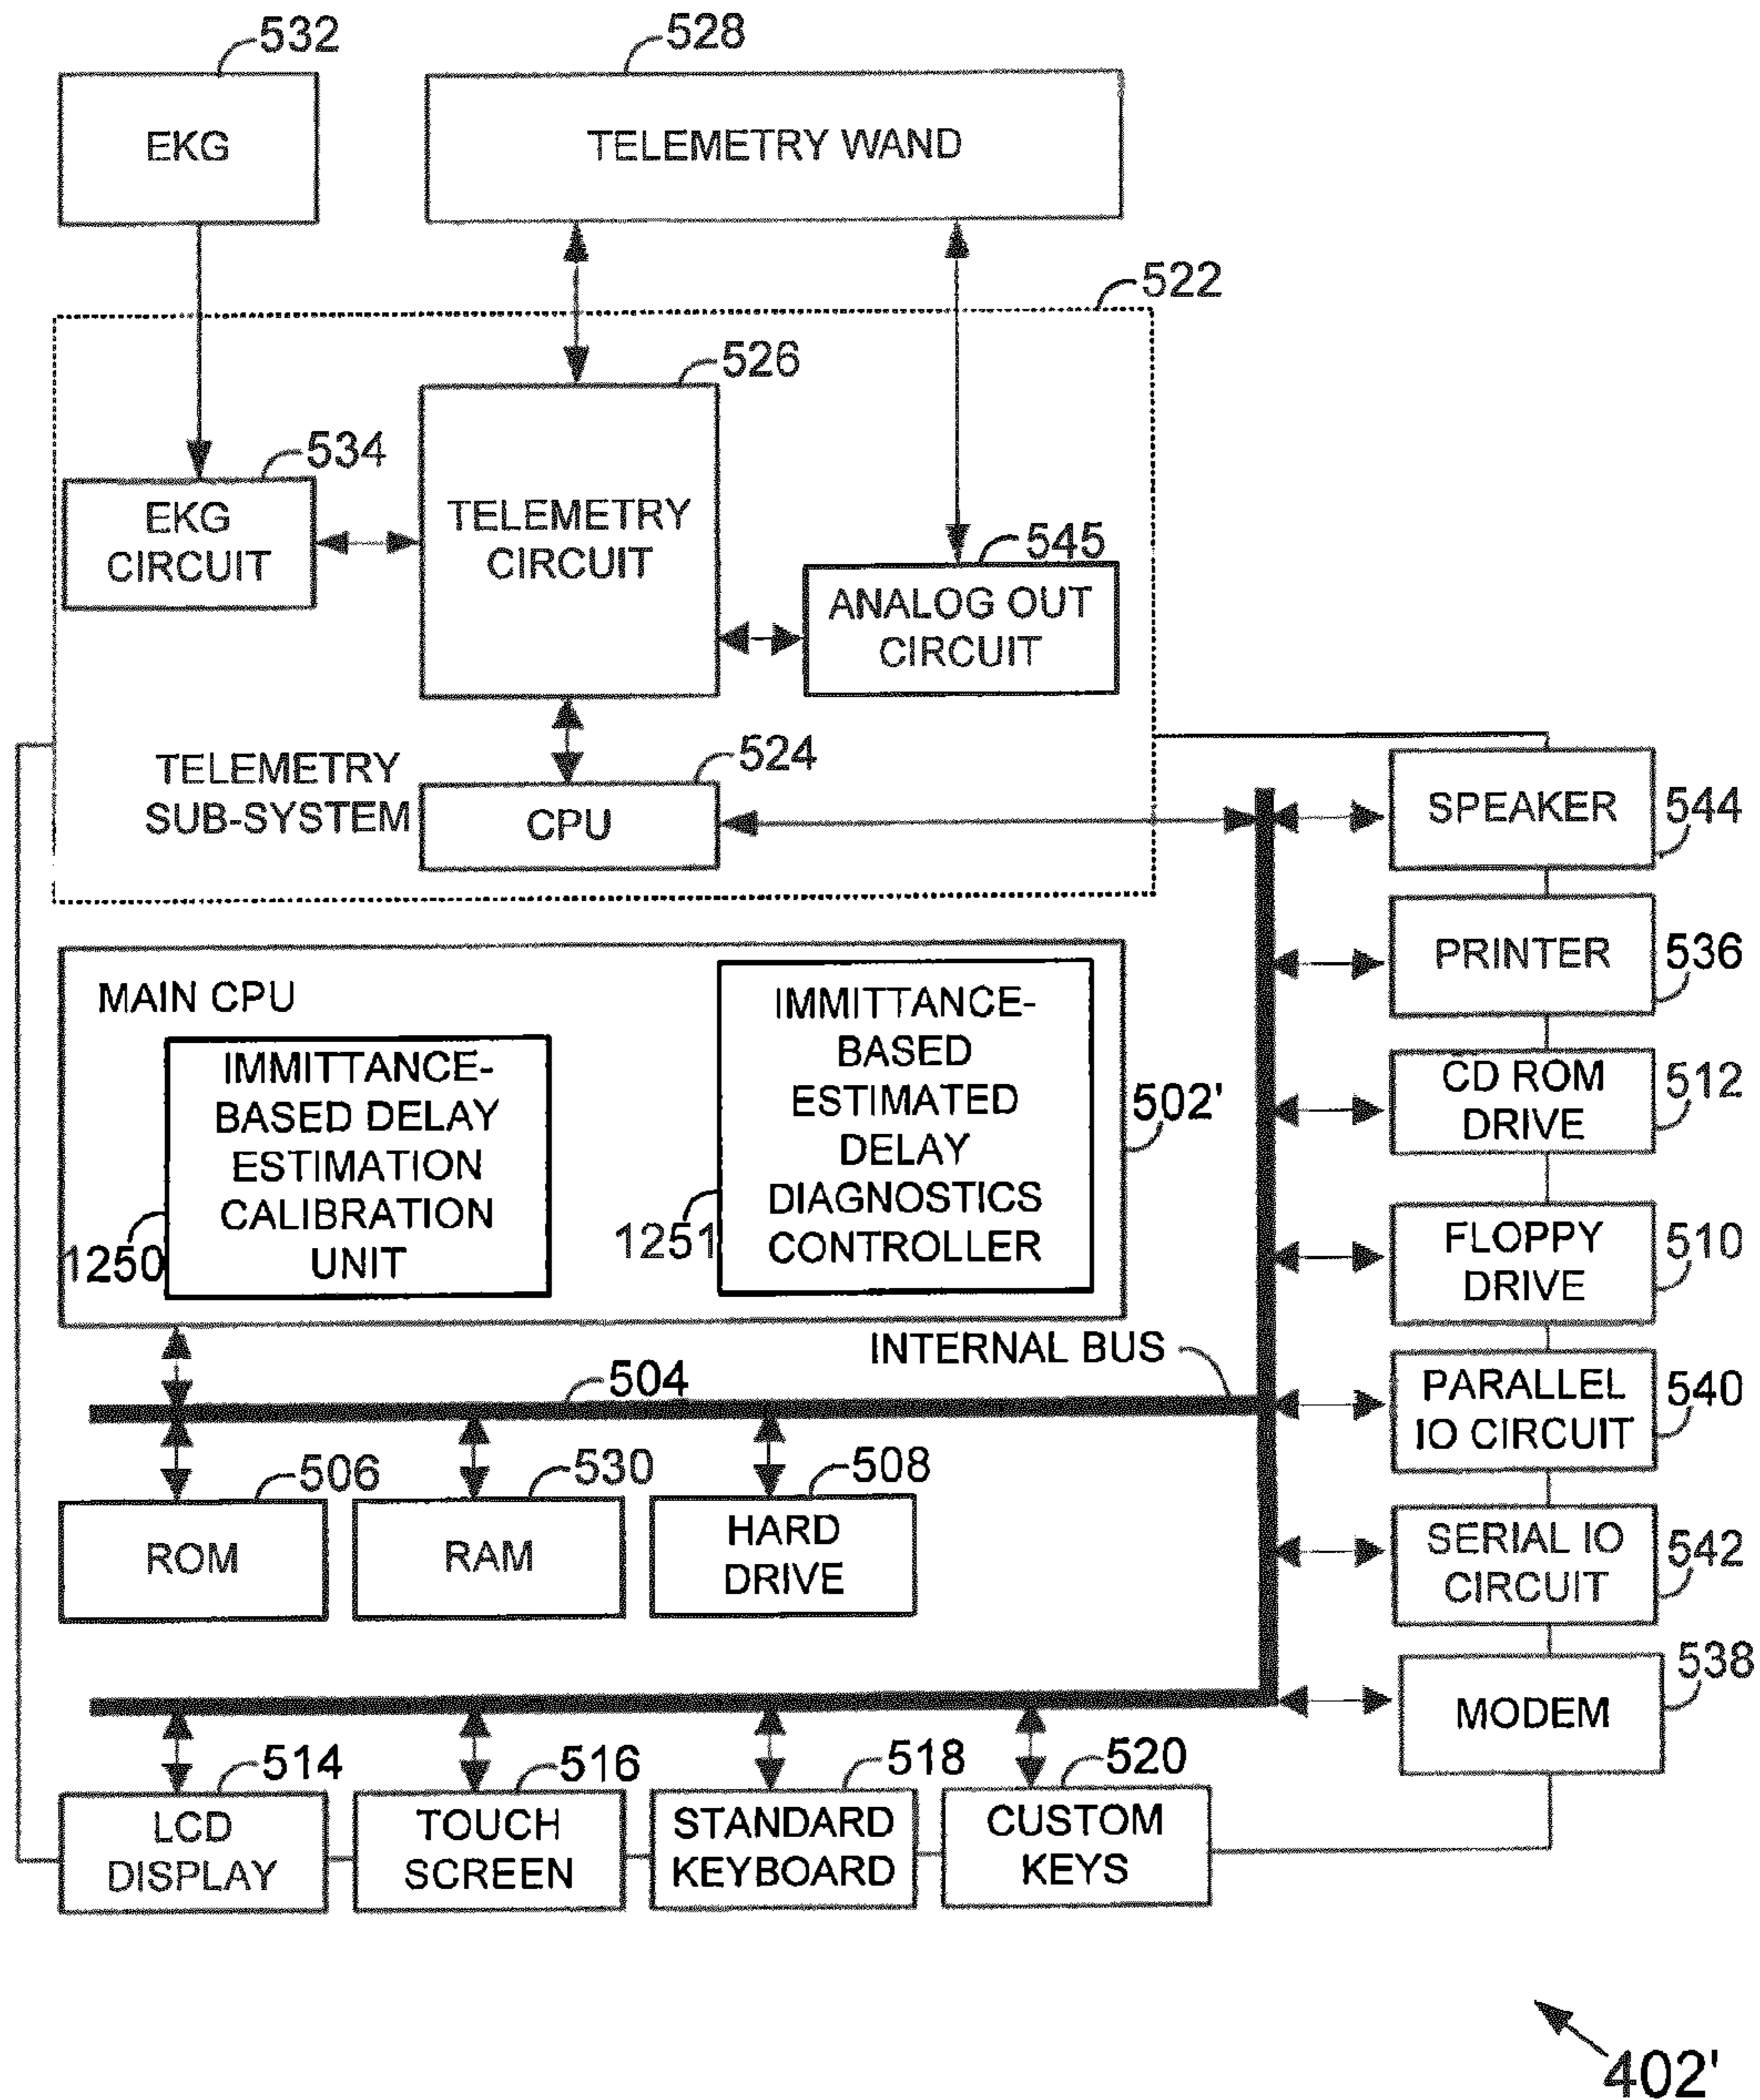 532
528
EKG
TELEMETRY WAND
522
526
534
TELEMETRY
CIRCUIT
EKG
CIRCUIT
545
ANALOG OUT
CIRCUIT
524
TELEMETRY
SUB-SYSTEM
CPU
SPEAKER
544
PRINTER
536
MAIN CPU
IMMITTANCE-
BASED DELAY
ESTIMATION
CALIBRATION
UNIT
1250
IMMITTANCE-
BASED
ESTIMATED
DELAY
DIAGNOSTICS
CONTROLLER
1251
502'
CD ROM
DRIVE
512
FLOPPY
DRIVE
510
INTERNAL BUS
504
PARALLEL
IO CIRCUIT
540
506
530
508
ROM
RAM
HARD
DRIVE
SERIAL IO
CIRCUIT
542
538
MODEM
514
516
518
520
LCD
DISPLAY
TOUCH
SCREEN
STANDARD
KEYBOARD
CUSTOM
KEYS
402'